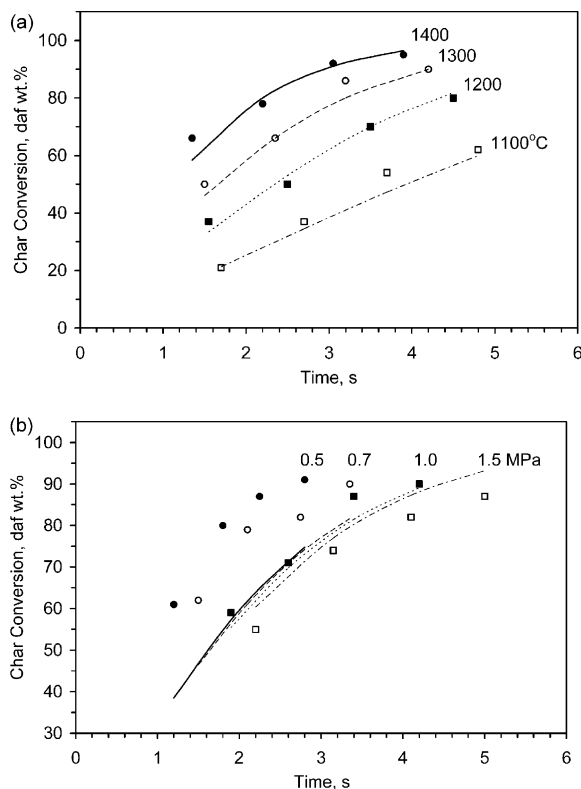 (a)
100
80
60
40
20
0
Char Conversion, daf wt.%
1400
1300
1200
1100°C
0 1 2 3 4 5 6
Time, s
(b)
100
90
80
70
60
50
40
30
Char Conversion, daf wt.%
0.5 0.7 1.0 1.5 MPa
0 1 2 3 4 5 6
Time, s